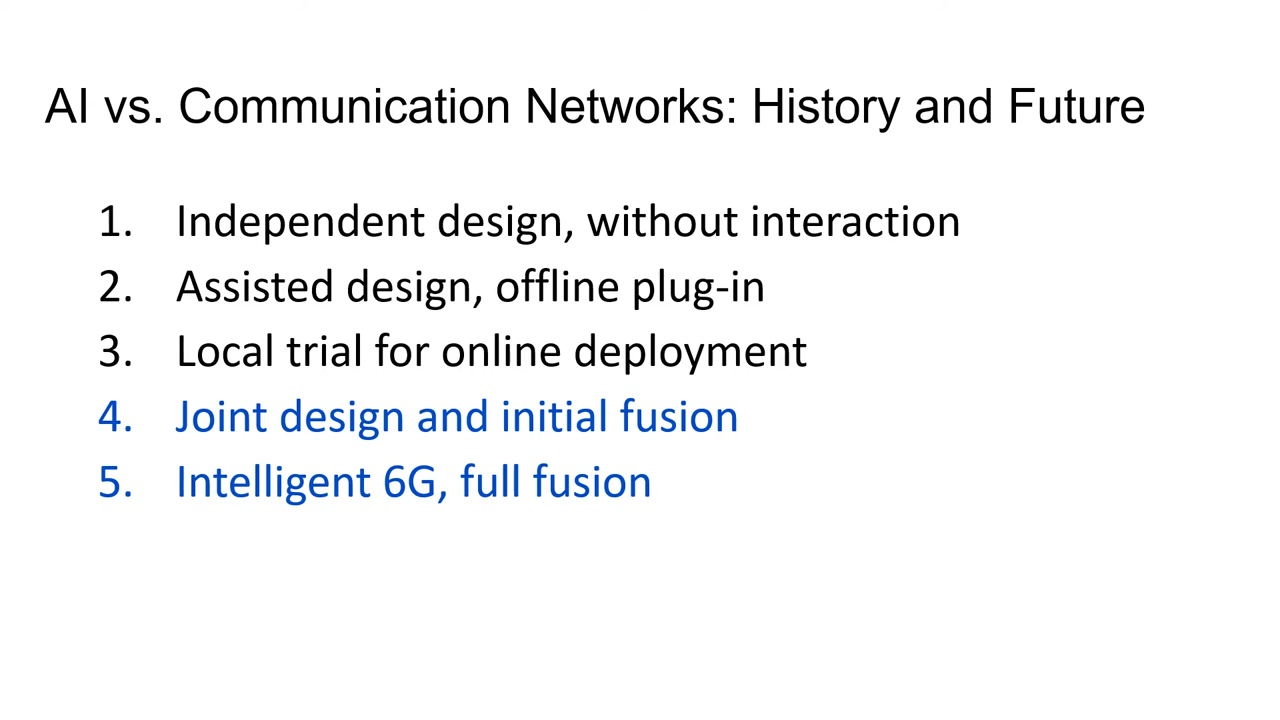 AI vs. Communication Networks: History and Future
1. Independent design, without interaction
2. Assisted design, offline plug-in
3. Local trial for online deployment
4. Joint design and initial fusion
5. Intelligent 6G, full fusion